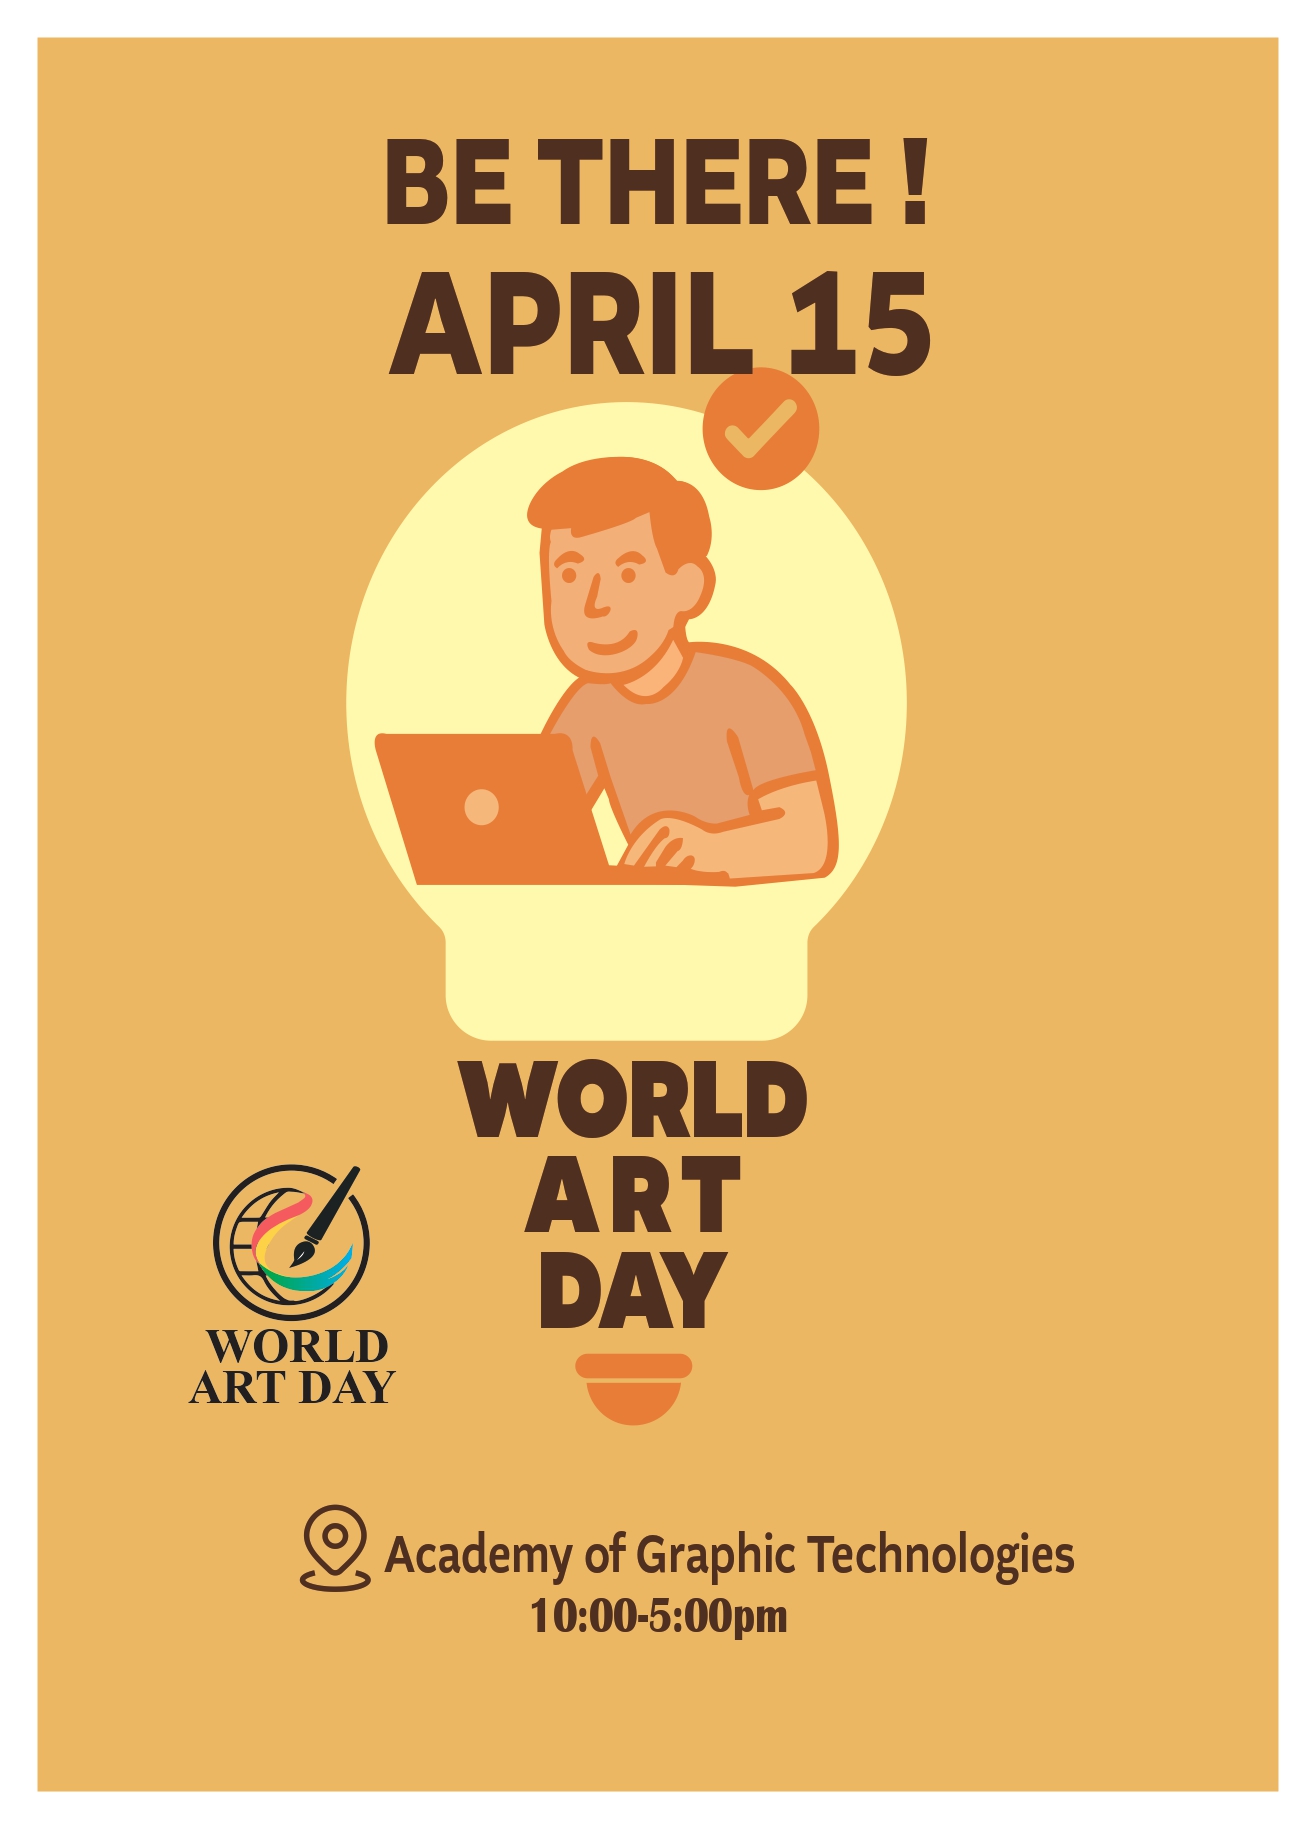 BE THERE !
APRIL 15
WORLD
ART
DAY
WORLD
ART DAY
Academy of Graphic Technologies
10:00-5:00pm